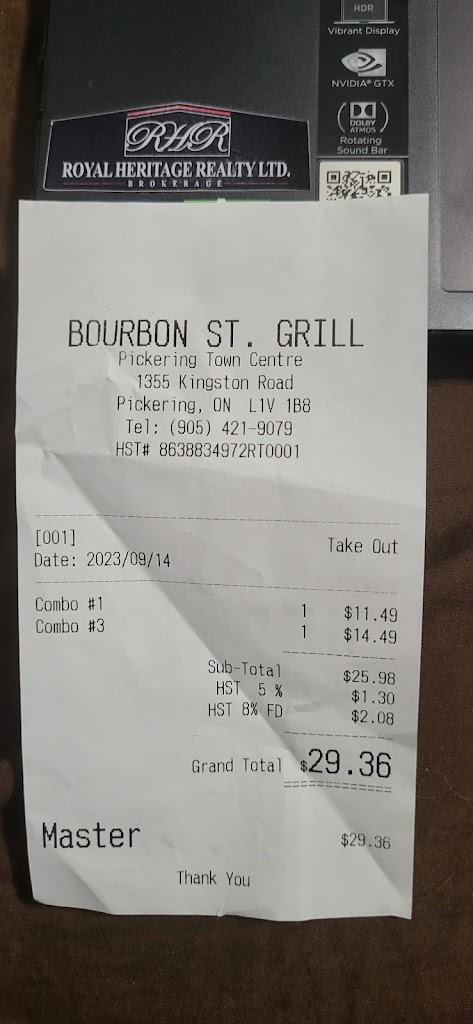 HDR
Vibrant Display
NVIDIA® GTX
DOLBY
ATMOS
Rotating
Sound Bar
RHR
ROYAL HERITAGE REALTY LTD.
BROKERAGE
BOURBON ST. GRILL
Pickering Town Centre
1355 Kingston Road
Pickering, ON L1V 1B8
Tel: (905) 421-9079
HST# 8638834972RT0001
[001]
Take Out
Date: 2023/09/14
Combo #1 1 $11.49
Combo #3 1 $14.49
Sub-Total $25.98
HST 5 % $1.30
HST 8% FD $2.08
Grand Total $29.36
Master $29.36
Thank You